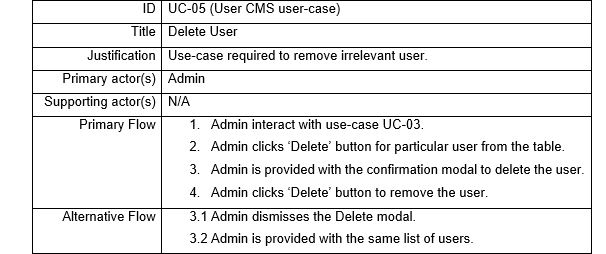 ID UC-05 (User CMS user-case)
Title Delete User
Justification Use-case required to remove irrelevant user.
Primary actor(s) Admin
Supporting actor(s) N/A
Primary Flow 1. Admin interact with use-case UC-03.
2. Admin clicks ‘Delete’ button for particular user from the table.
3. Admin is provided with the confirmation modal to delete the user.
4. Admin clicks ‘Delete’ button to remove the user.
Alternative Flow 3.1 Admin dismisses the Delete modal.
3.2 Admin is provided with the same list of users.